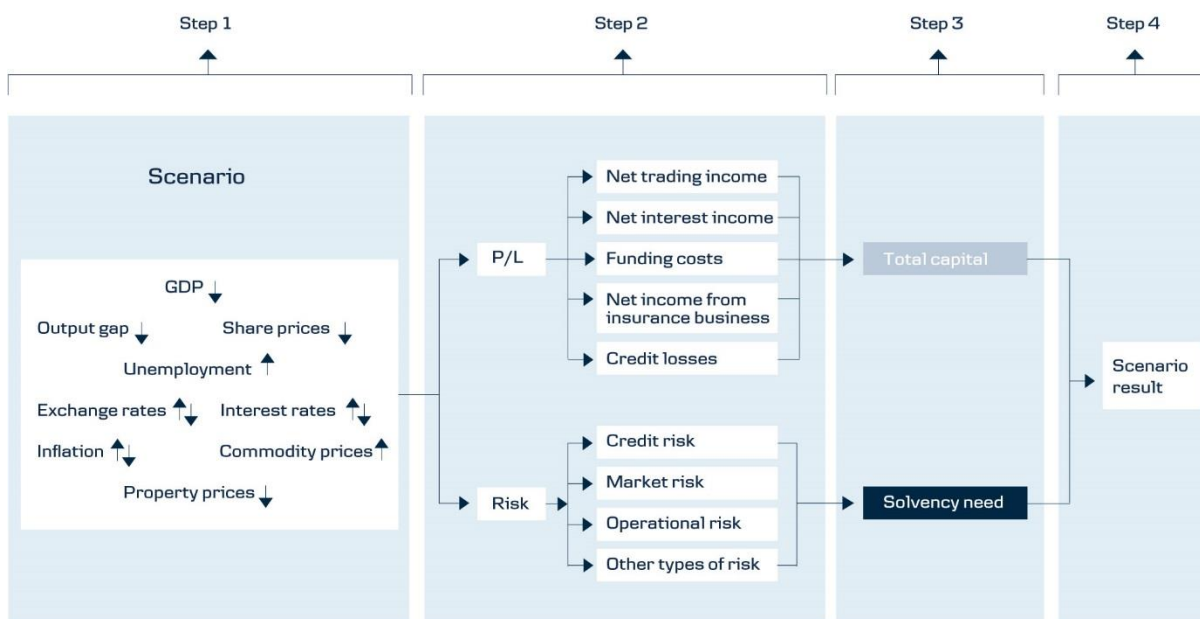 Step 1
Step 2
Step 3
Step 4
Scenario
GDP
Output gap
Share prices
Unemployment
Exchange rates
Interest rates
Inflation
Commodity prices
Property prices
P/L
Net trading income
Net interest income
Funding costs
Net income from
insurance business
Credit losses
Risk
Credit risk
Market risk
Operational risk
Other types of risk
Total capital
Solvency need
Scenario
result